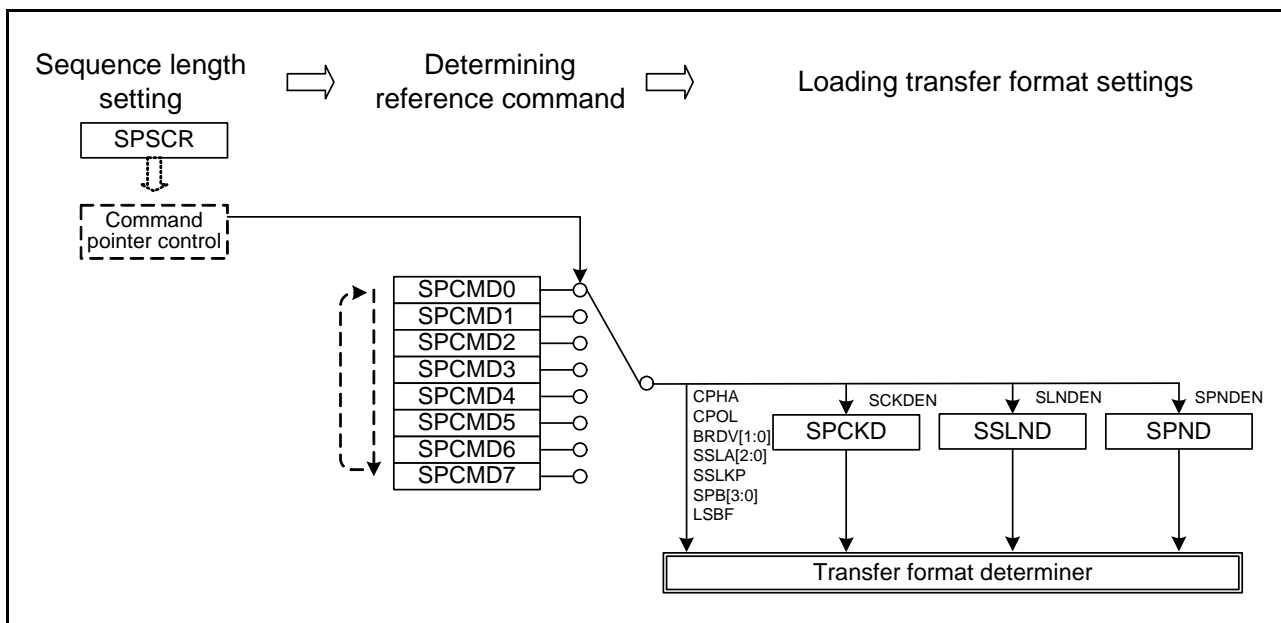 Sequence length
setting
Determining
reference command
Loading transfer format settings
SPSCR
Command
pointer control
SPCMD0
SPCMD1
SPCMD2
SPCMD3
SPCMD4
SPCMD5
SPCMD6
SPCMD7
CPHA
CPOL
BRDV[1:0]
SSLA[2:0]
SSLKP
SPB[3:0]
LSBF
SCKDEN
SPCKD
SLNDEN
SSLND
SPNDEN
SPND
Transfer format determiner